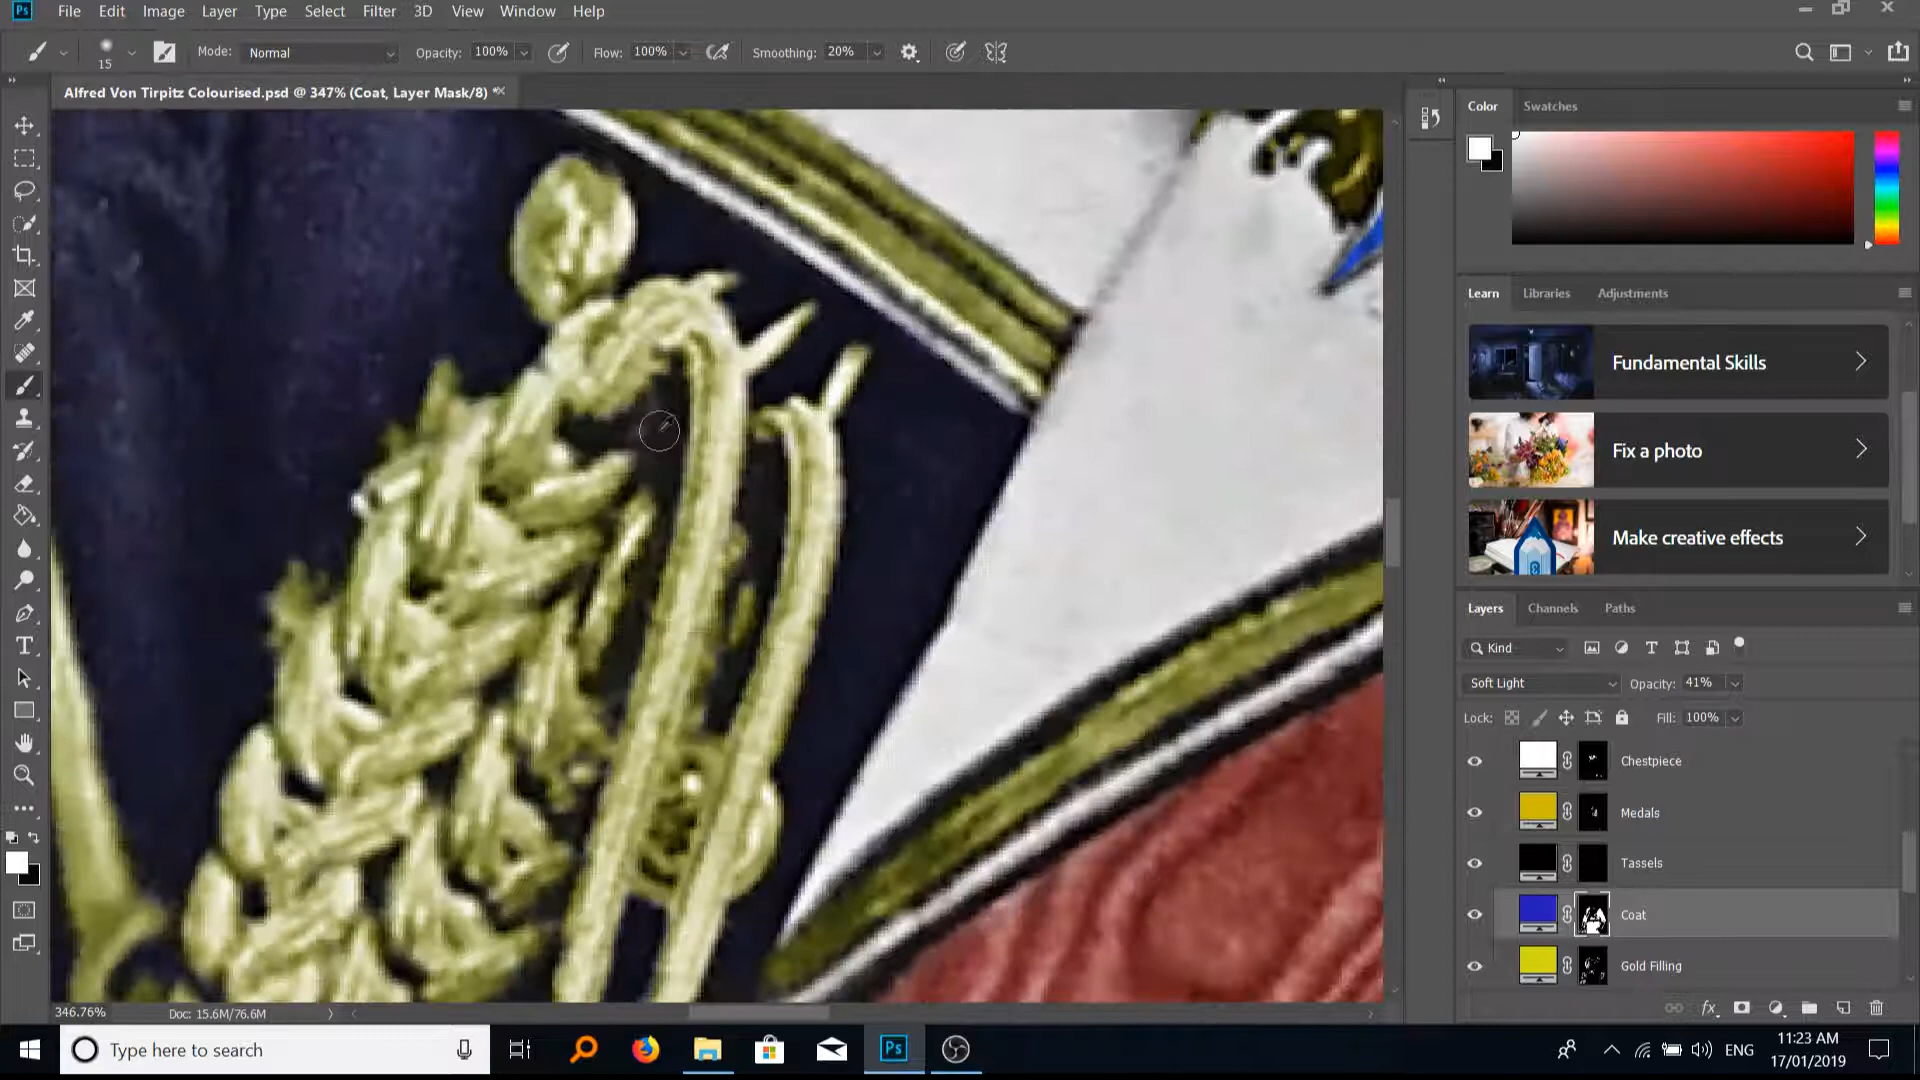 Ps File Edit Image Layer Type Select Filter 3D View Window Help
15 Mode: Normal Opacity: 100% Flow: 100% Smoothing: 20%
Alfred Von Tirpitz Colourised.psd @ 347% (Coat, Layer Mask/8) *
Color Swatches
Learn Libraries Adjustments
Fundamental Skills
Fix a photo
Make creative effects
Layers Channels Paths
Kind
Soft Light Opacity: 41%
Lock: Fill: 100%
Chestpiece
Medals
Tassels
Coat
Gold Filling
fx
346.76% Doc: 15.6M/76.6M
Type here to search
Ps
ENG
11:23 AM
17/01/2019